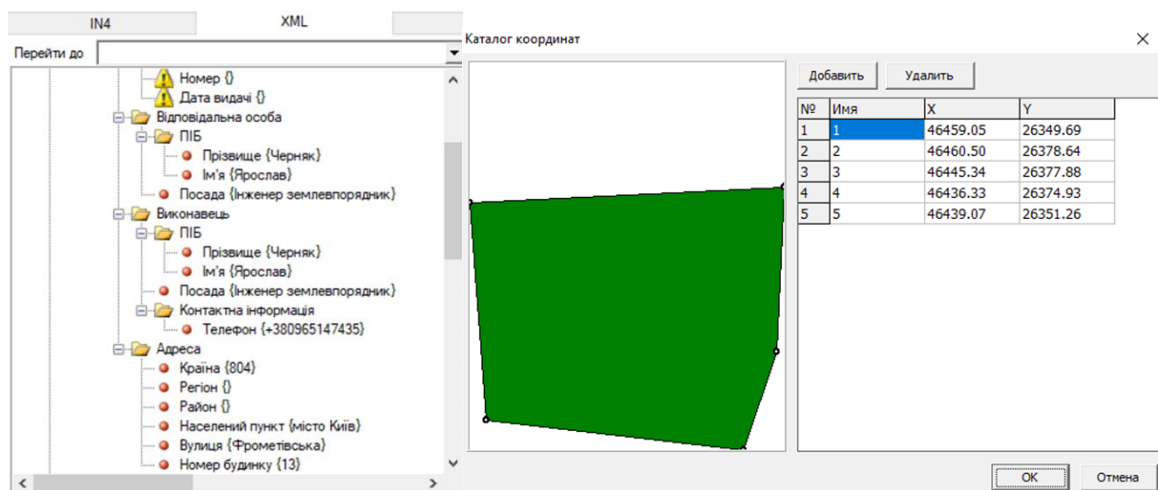 IN4
XML
Перейти до
Номер {}
Дата видачі {}
Відповідальна особа
ПІБ
Прізвище {Черняк}
Ім'я {Ярослав}
Посада {Інженер землевпорядник}
Виконавець
ПІБ
Прізвище {Черняк}
Ім'я {Ярослав}
Посада {Інженер землевпорядник}
Контактна інформація
Телефон {+380965147435}
Адреса
Країна {804}
Регіон {}
Район {}
Населений пункт {місто Київ}
Вулиця {Фрометівська}
Номер будинку {13}
Каталог координат
Добавить Удалить
№ Имя X Y
1 1 46459.05 26349.69
2 2 46460.50 26378.64
3 3 46445.34 26377.88
4 4 46436.33 26374.93
5 5 46439.07 26351.26
OK Отмена